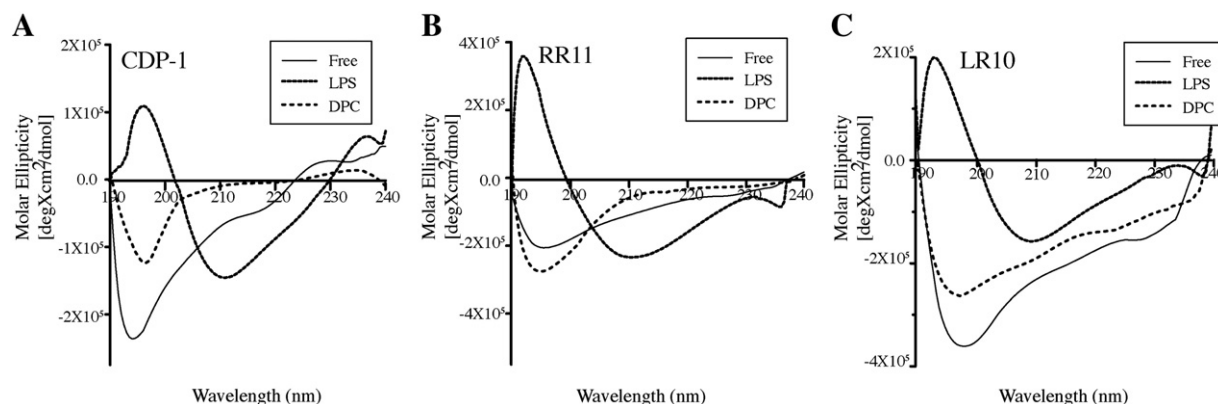 A
CDP-1
Free
LPS
DPC
2X10⁵
1X10⁵
0.0
-1X10⁵
-2X10⁵
190 200 210 220 230 240
Molar Ellipticity
[degXcm²/dmol]
Wavelength (nm)
B
RR11
Free
LPS
DPC
4X10⁵
2X10⁵
0.0
-2X10⁵
-4X10⁵
190 200 210 220 230 240
Molar Ellipticity
[degXcm²/dmol]
Wavelength (nm)
C
LR10
Free
LPS
DPC
2X10⁵
0.0
-2X10⁵
-4X10⁵
190 200 210 220 230 240
Molar Ellipticity
[degXcm²/dmol]
Wavelength (nm)